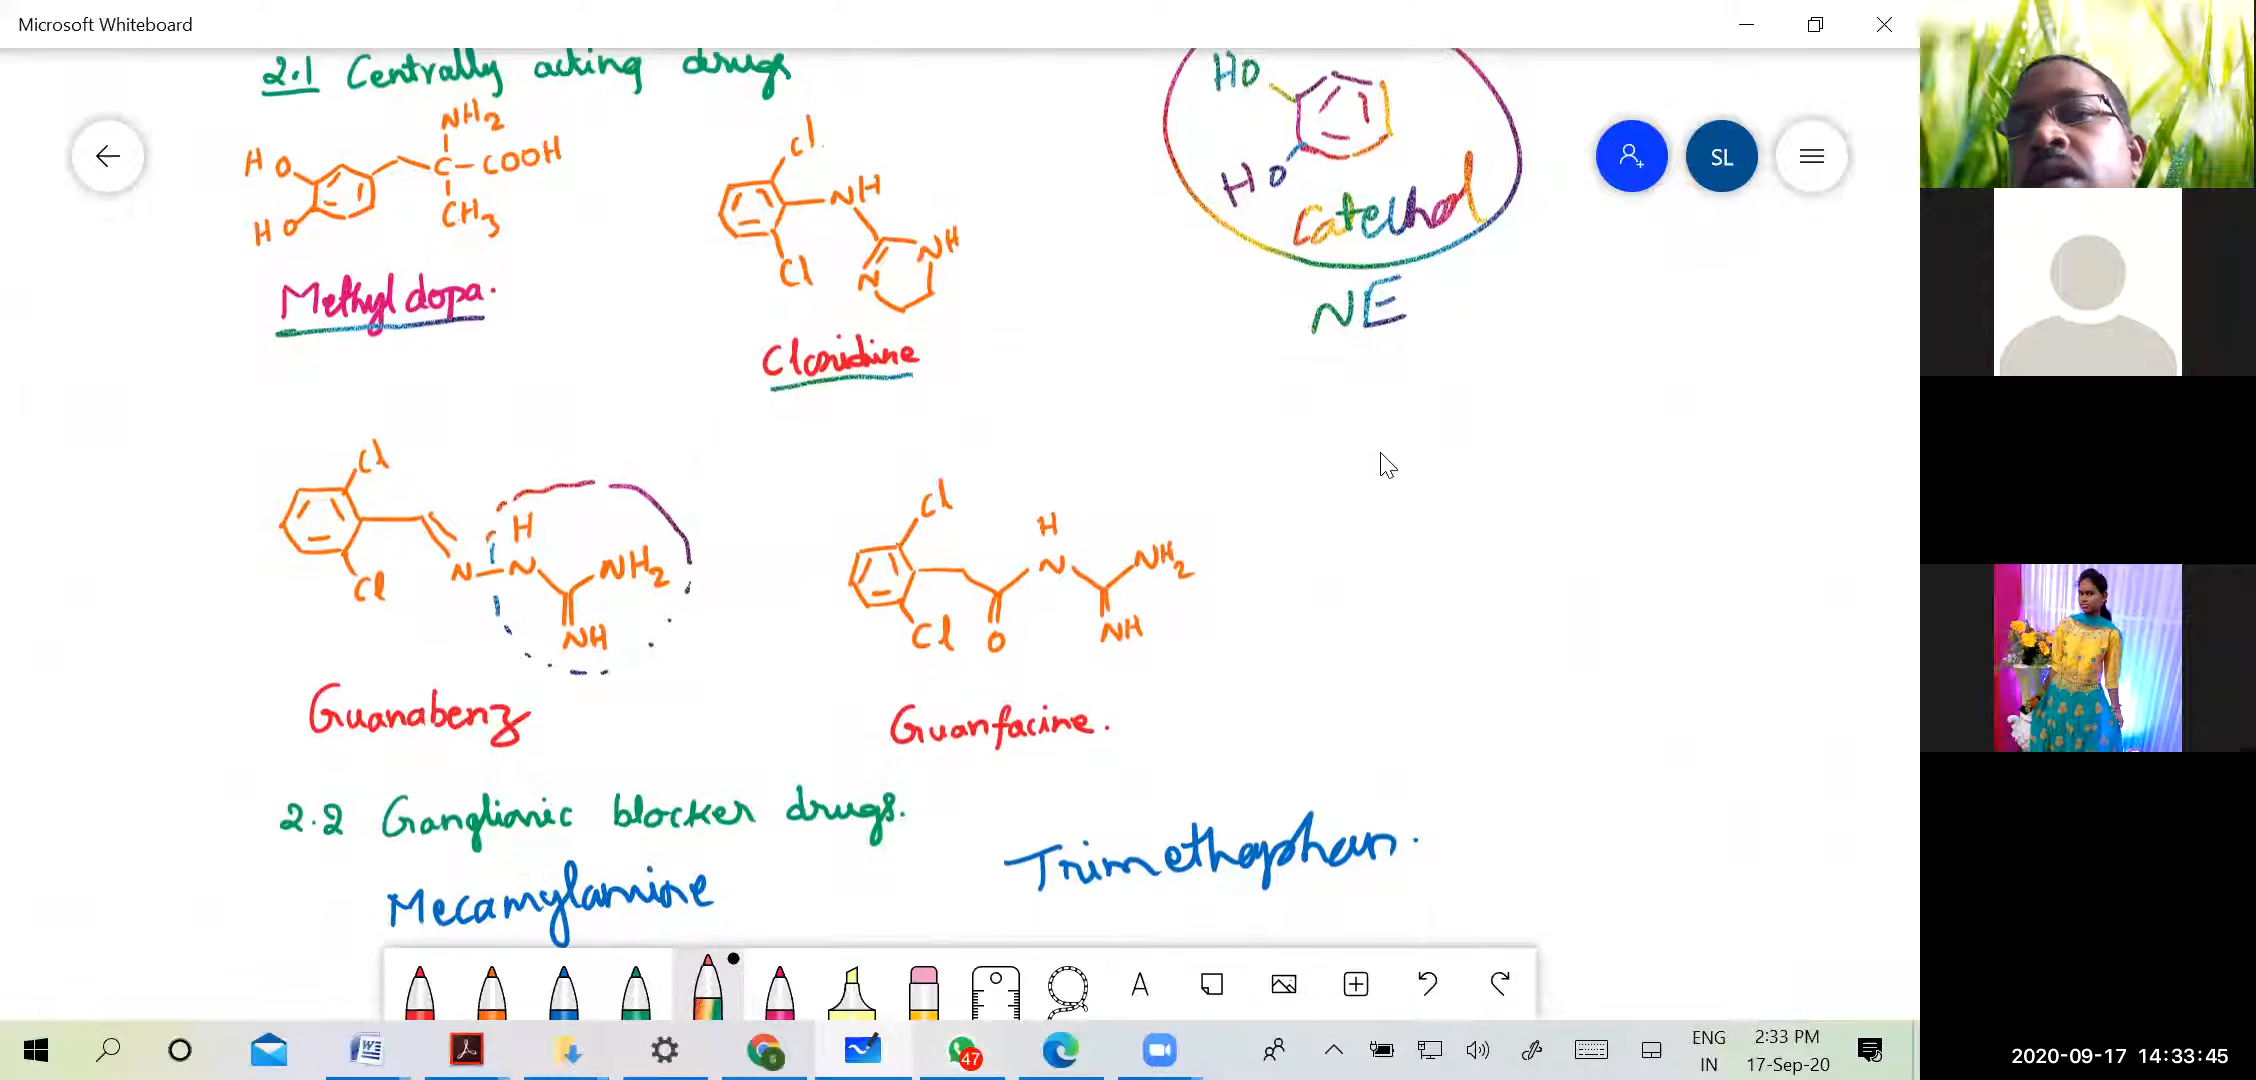 Microsoft Whiteboard
2.1 Centrally acting drugs
HO
HO
Catechol
NE
NH2
HO
C-COOH
HO
CH3
Methyldopa.
Cl
NH
NH
N
Cl
Clonidine
SL
Cl
H
N
N
NH2
NH
Cl
Guanabenz
Cl
H
N
NH2
NH
O
Cl
Guanfacine.
2.2 Ganglionic blocker drugs.
Mecamylamine
Trimethaphan.
A
47
ENG
IN
2:33 PM
17-Sep-20
2020-09-17 14:33:45